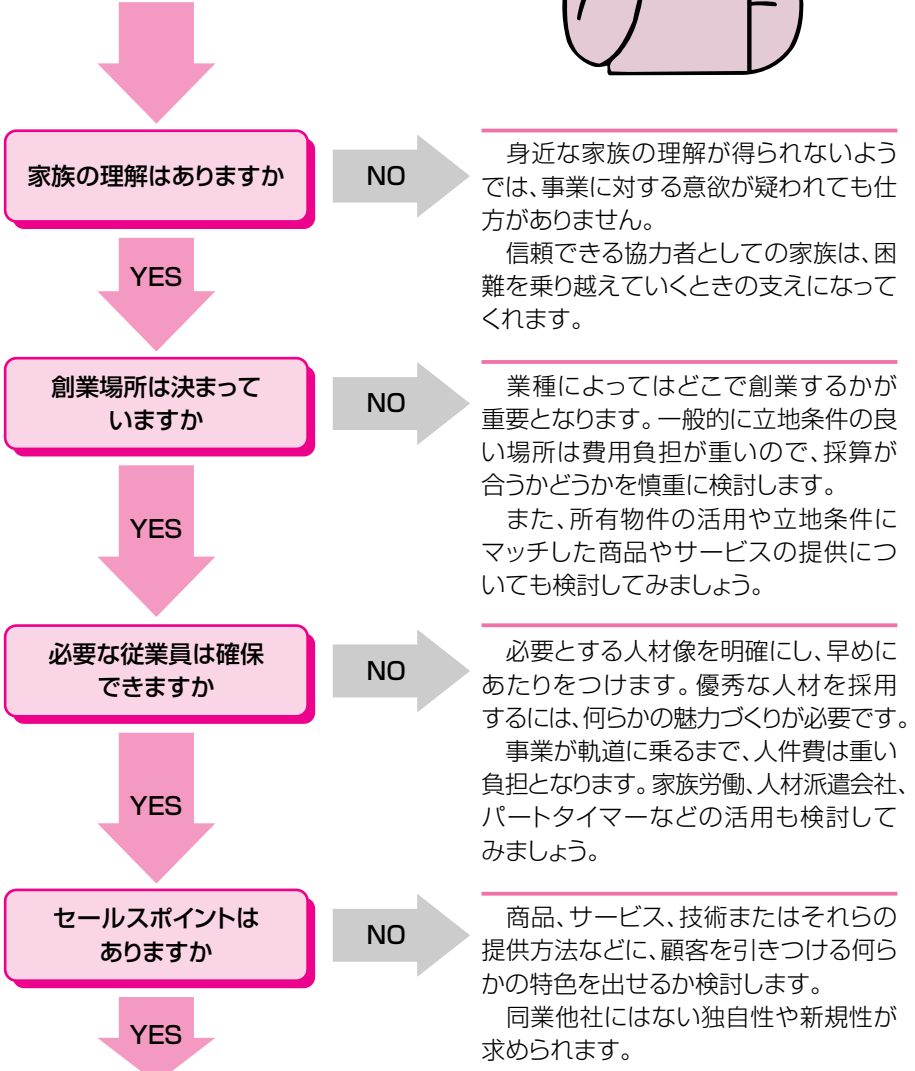 家族の理解はありますか
NO
身近な家族の理解が得られないよう
では、事業に対する意欲が疑われても仕
方がありません。
信頼できる協力者としての家族は、困
難を乗り越えていくときの支えになって
くれます。
YES
創業場所は決まって
いますか
NO
業種によってはどこで創業するかが
重要となります。一般的に立地条件の良
い場所は費用負担が重いので、採算が
合うかどうかを慎重に検討します。
また、所有物件の活用や立地条件に
マッチした商品やサービスの提供につ
いても検討してみましょう。
YES
必要な従業員は確保
できますか
NO
必要とする人材像を明確にし、早めに
あたりをつけます。優秀な人材を採用
するには、何らかの魅力づくりが必要です。
事業が軌道に乗るまで、人件費は重い
負担となります。家族労働、人材派遣会社、
パートタイマーなどの活用も検討して
みましょう。
YES
セールスポイントは
ありますか
NO
商品、サービス、技術またはそれらの
提供方法などに、顧客を引きつける何ら
かの特色を出せるか検討します。
同業他社にはない独自性や新規性が
求められます。
YES